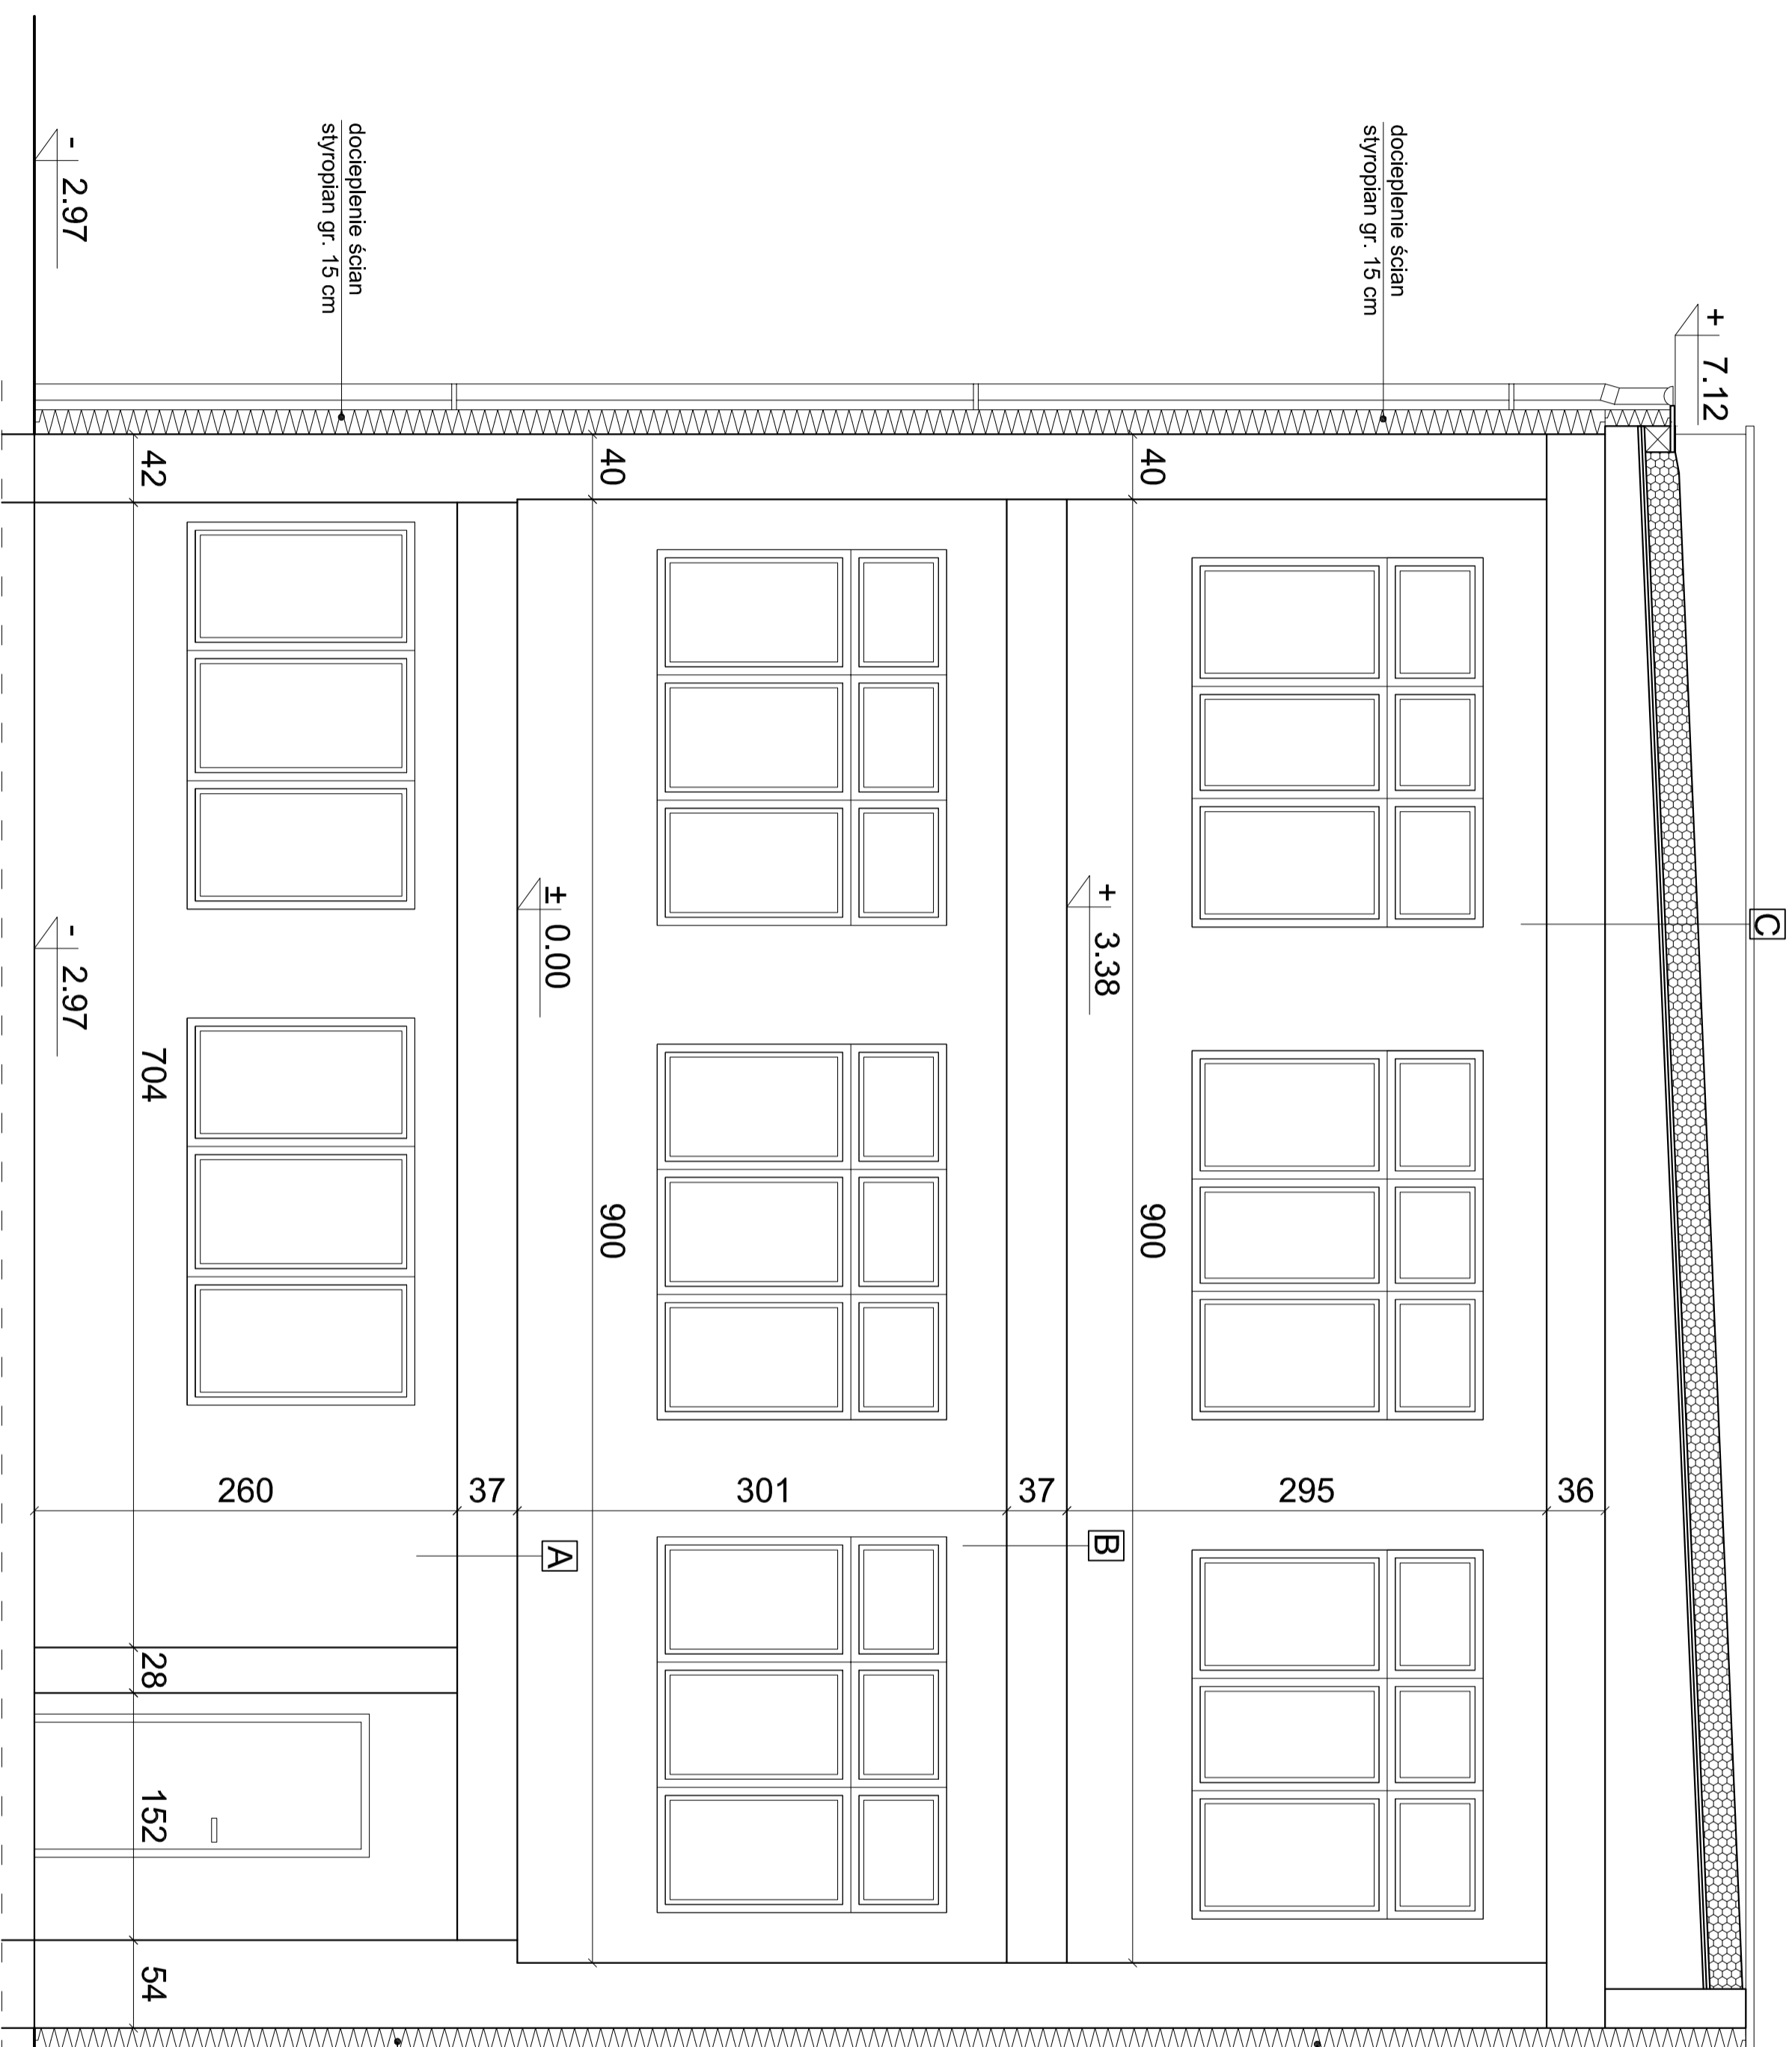 C
+ 7.12
docieplenie ścian
styropian gr. 15 cm
36
40
900
295
+ 3.38
B
37
40
900
301
± 0.00
A
37
docieplenie ścian
styropian gr. 15 cm
260
42
704
28
152
54
- 2.97
- 2.97